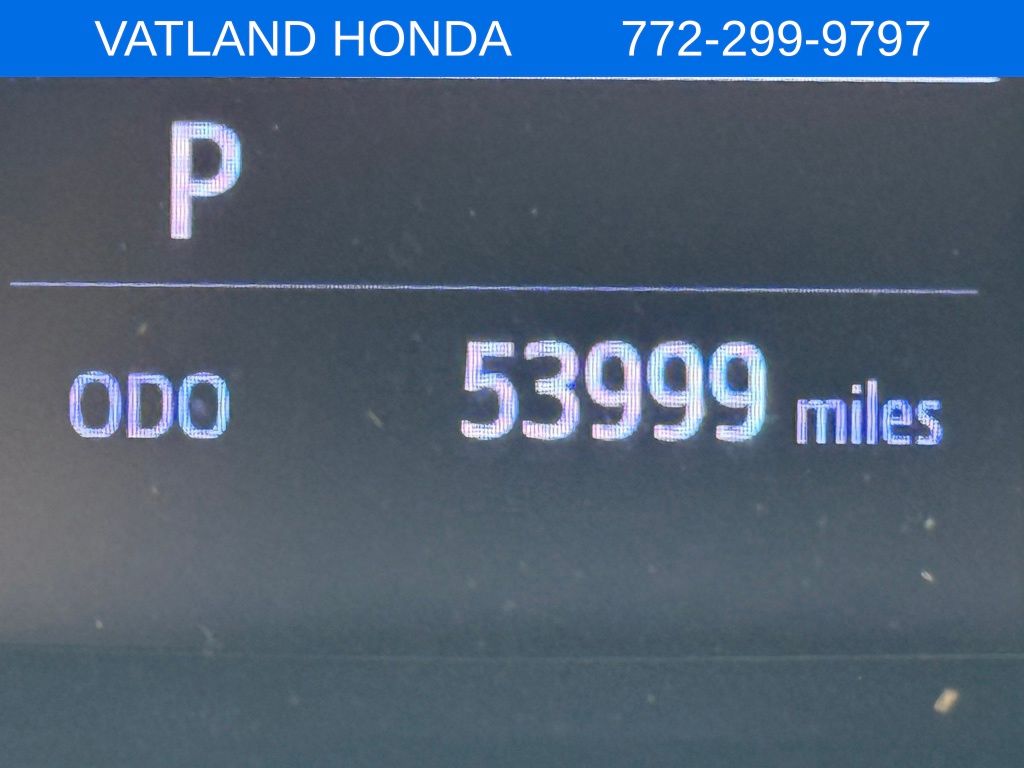 VATLAND HONDA 772-299-9797
P
ODO 53999 miles